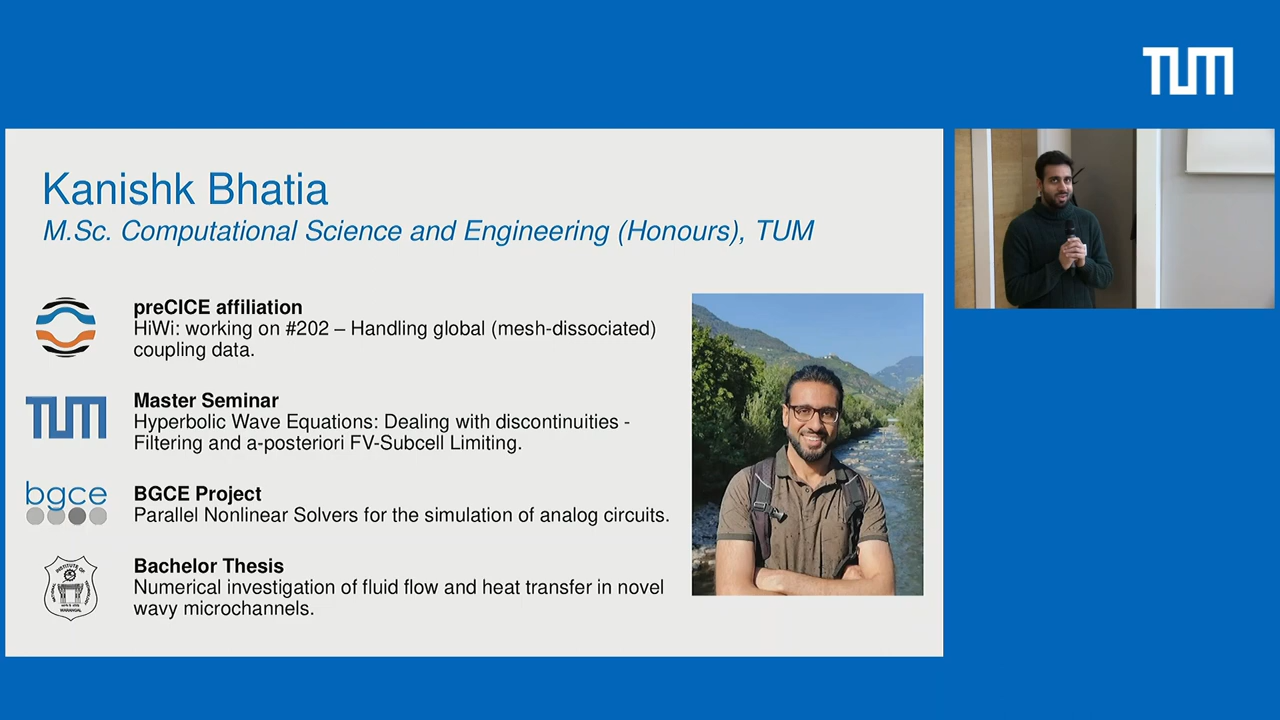 TUM
Kanishk Bhatia
M.Sc. Computational Science and Engineering (Honours), TUM
preCICE affiliation
HiWi: working on #202 – Handling global (mesh-dissociated)
coupling data.
TUM
Master Seminar
Hyperbolic Wave Equations: Dealing with discontinuities -
Filtering and a-posteriori FV-Subcell Limiting.
bgce
BGCE Project
Parallel Nonlinear Solvers for the simulation of analog circuits.
Bachelor Thesis
Numerical investigation of fluid flow and heat transfer in novel
wavy microchannels.